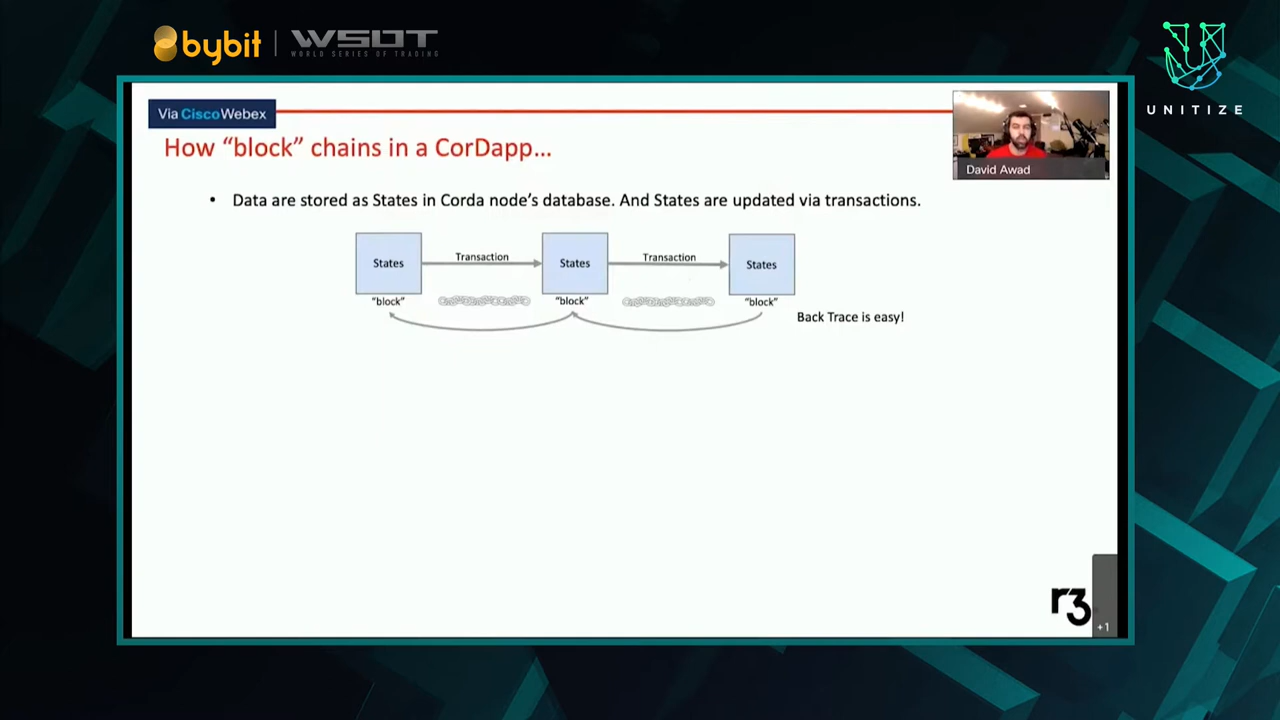 bybit
WSOT
WORLD SERIES OF TRADING
UNITIZE
Via CiscoWebex
David Awad
How “block” chains in a CorDapp...
• Data are stored as States in Corda node’s database. And States are updated via transactions.
States
Transaction
States
Transaction
States
“block”
“block”
“block”
Back Trace is easy!
r3
+1